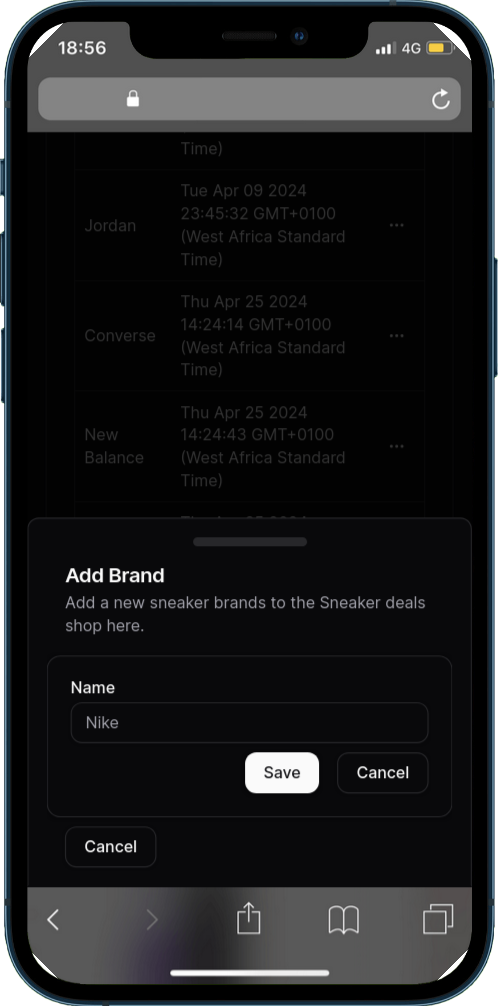 18:56
4G
Time)
Tue Apr 09 2024
23:45:32 GMT+0100
Jordan
(West Africa Standard
Time)
Thu Apr 25 2024
14:24:14 GMT+0100
Converse
(West Africa Standard
Time)
Thu Apr 25 2024
New
14:24:43 GMT+0100
Balance
(West Africa Standard
Time)
Add Brand
Add a new sneaker brands to the Sneaker deals
shop here.
Name
Nike
Save
Cancel
Cancel